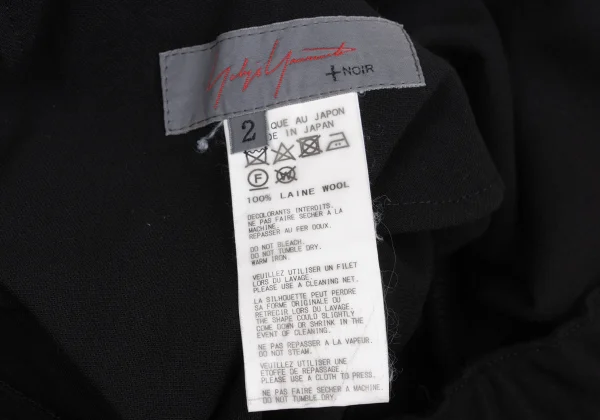 Yohji Yamamoto
+NOIR
2
QUE AU JAPON
IN JAPAN
F
W
100% LAINE WOOL
DECOLORANTS INTERDITS.
NE PAS FAIRE SECHER A LA
MACHINE.
REPASSER AU FER DOUX.
DO NOT BLEACH.
DO NOT TUMBLE DRY.
WARM IRON.
VEUILLEZ UTILISER UN FILET
LORS DU LAVAGE.
PLEASE USE A CLEANING NET.
LA SILHOUETTE PEUT PERDRE
SA FORME ORIGINALE OU
RETRECIR LORS DU LAVAGE.
THE SHAPE COULD SLIGHTLY
COME DOWN OR SHRINK IN THE
EVENT OF CLEANING.
NE PAS REPASSER A LA VAPEUR.
DO NOT STEAM.
VEUILLEZ UTILISER UNE
ETOFFE DE REPASSAGE.
PLEASE USE A CLOTH TO PRESS.
NE PAS FAIRE SECHER A MACHINE.
DO NOT TUMBLE DRY.